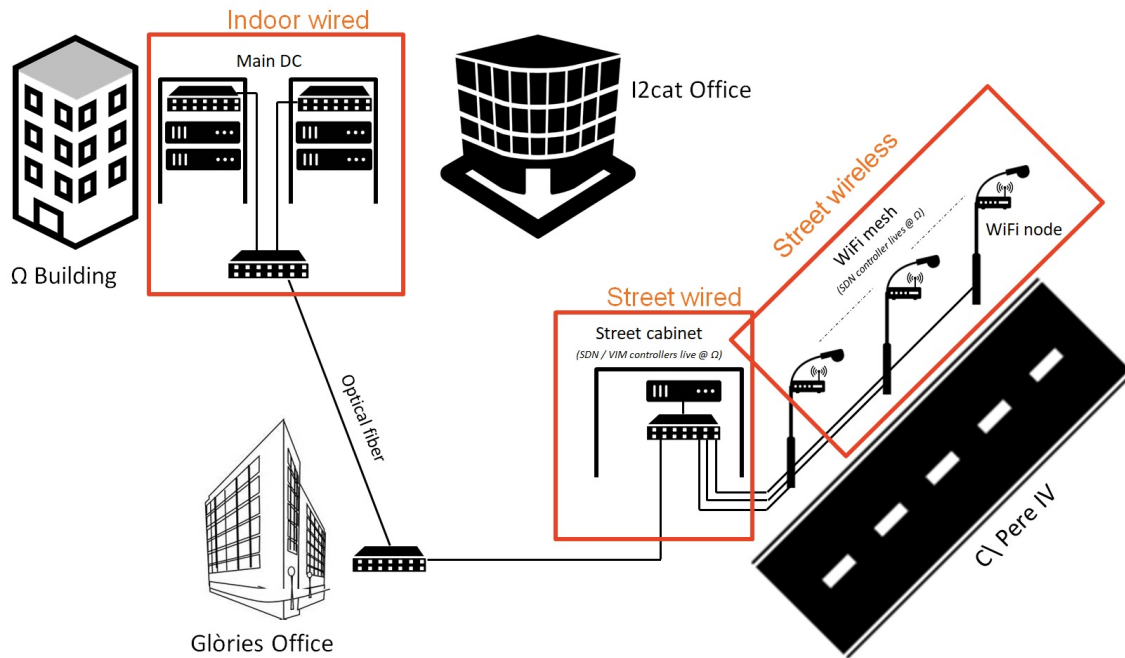 Indoor wired
Main DC
Ω Building
I2cat Office
Street wireless
WiFi mesh
(SDN controller lives @ Ω)
WiFi node
Street wired
Street cabinet
(SDN / VIM controllers live @ Ω)
Optical fiber
Glòries Office
C\ Pere IV